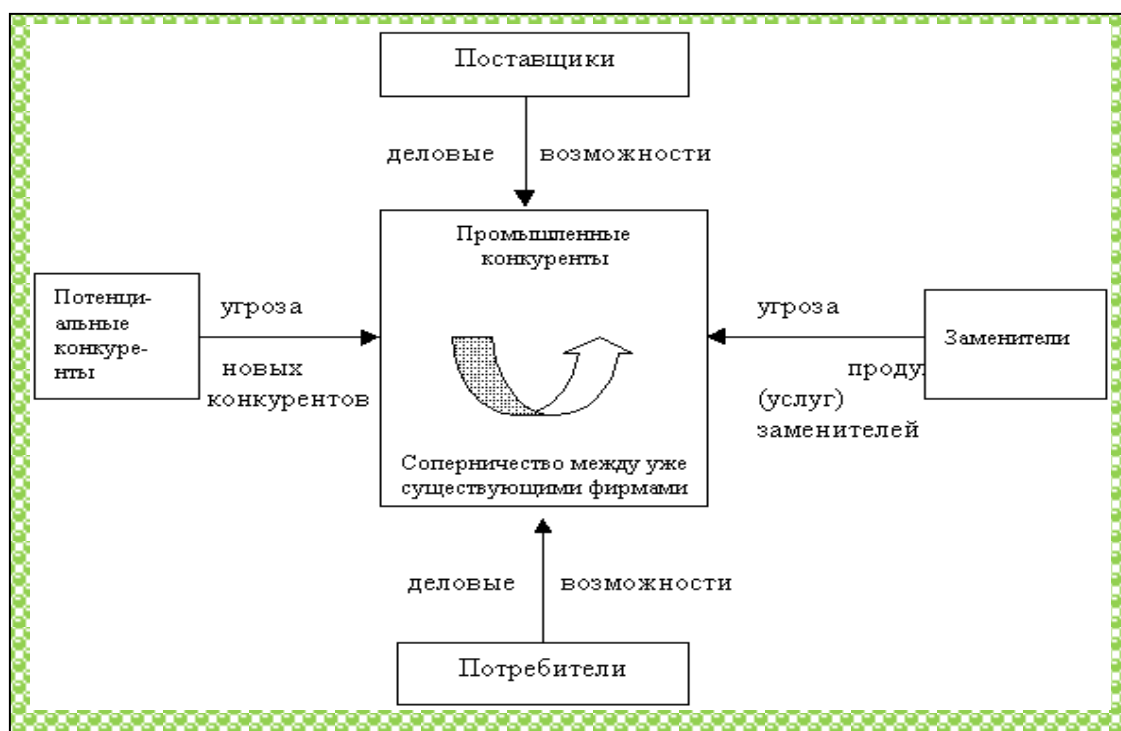 Поставщики
деловые возможности
Промышленные
конкуренты
Потенци-
альные
конкуре-
нты
угроза
новых
конкурентов
угроза
проду
(услуг)
заменителей
Заменители
Соперничество между уже
существующими фирмами
деловые возможности
Потребители